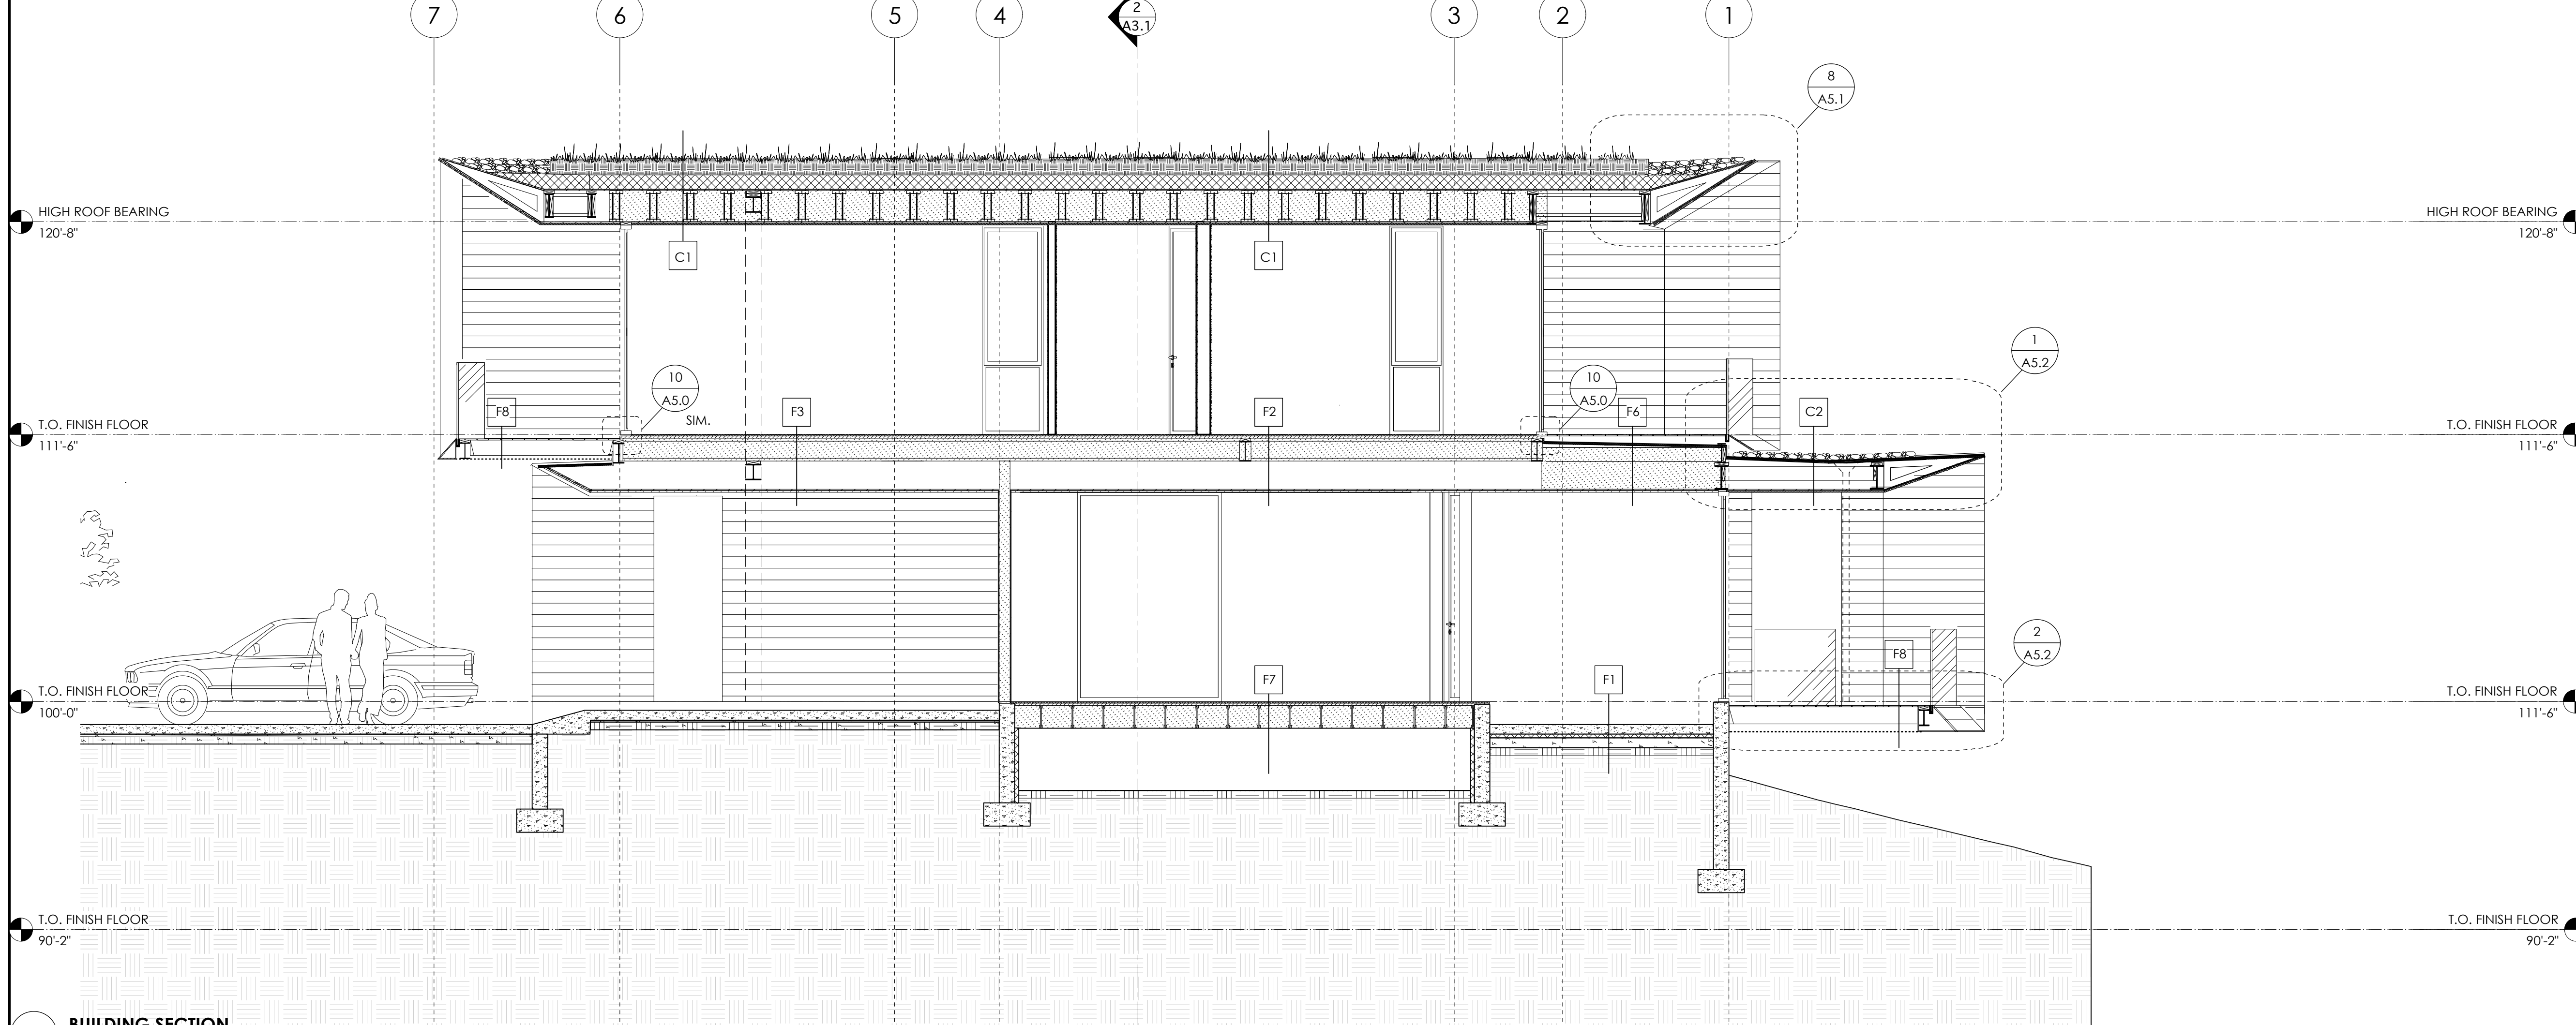 7
6
5
4
2
A3.1
3
2
1
8
A5.1
HIGH ROOF BEARING
120'-8"
HIGH ROOF BEARING
120'-8"
C1
C1
1
A5.2
10
A5.0
SIM.
10
A5.0
F8
F3
F2
F6
C2
T.O. FINISH FLOOR
111'-6"
T.O. FINISH FLOOR
111'-6"
2
A5.2
F8
F7
F1
T.O. FINISH FLOOR
100'-0"
T.O. FINISH FLOOR
111'-6"
T.O. FINISH FLOOR
90'-2"
T.O. FINISH FLOOR
90'-2"
BUILDING SECTION